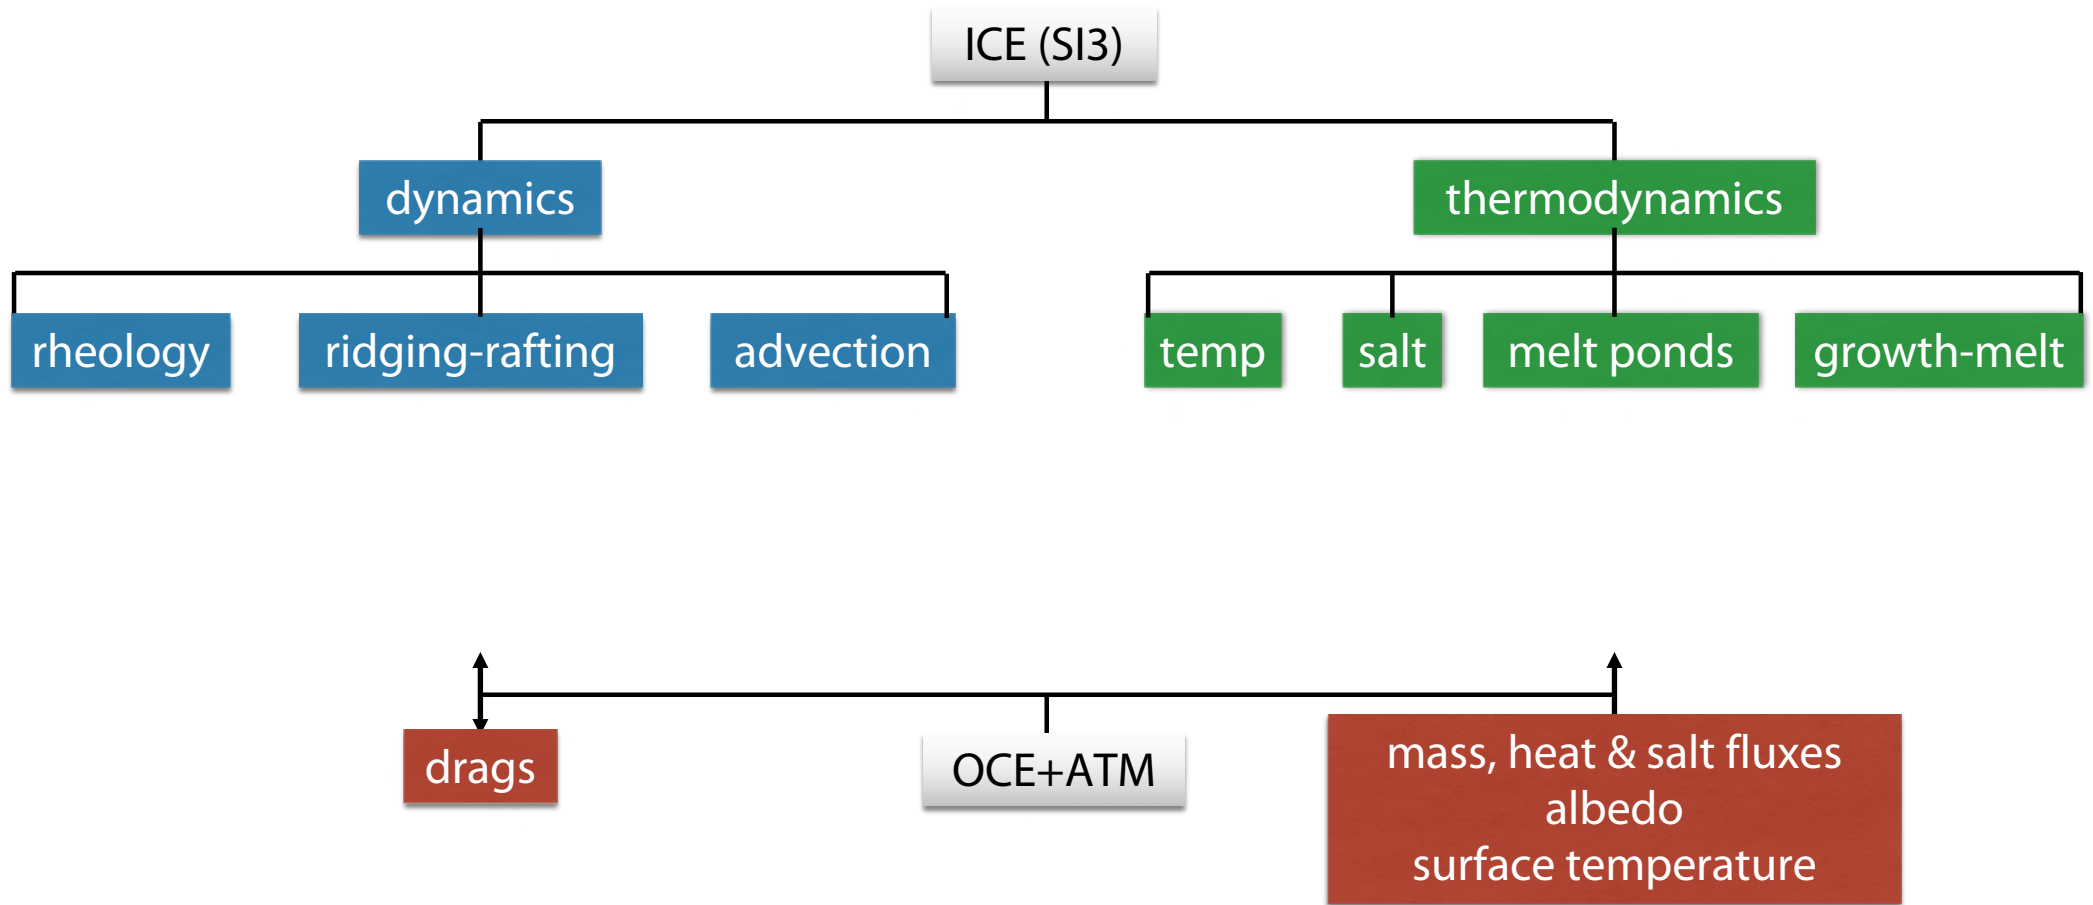 ICE (SI3)
dynamics
thermodynamics
rheology
ridging-rafting
advection
temp
salt
melt ponds
growth-melt
drags
OCE+ATM
mass, heat & salt fluxes
albedo
surface temperature